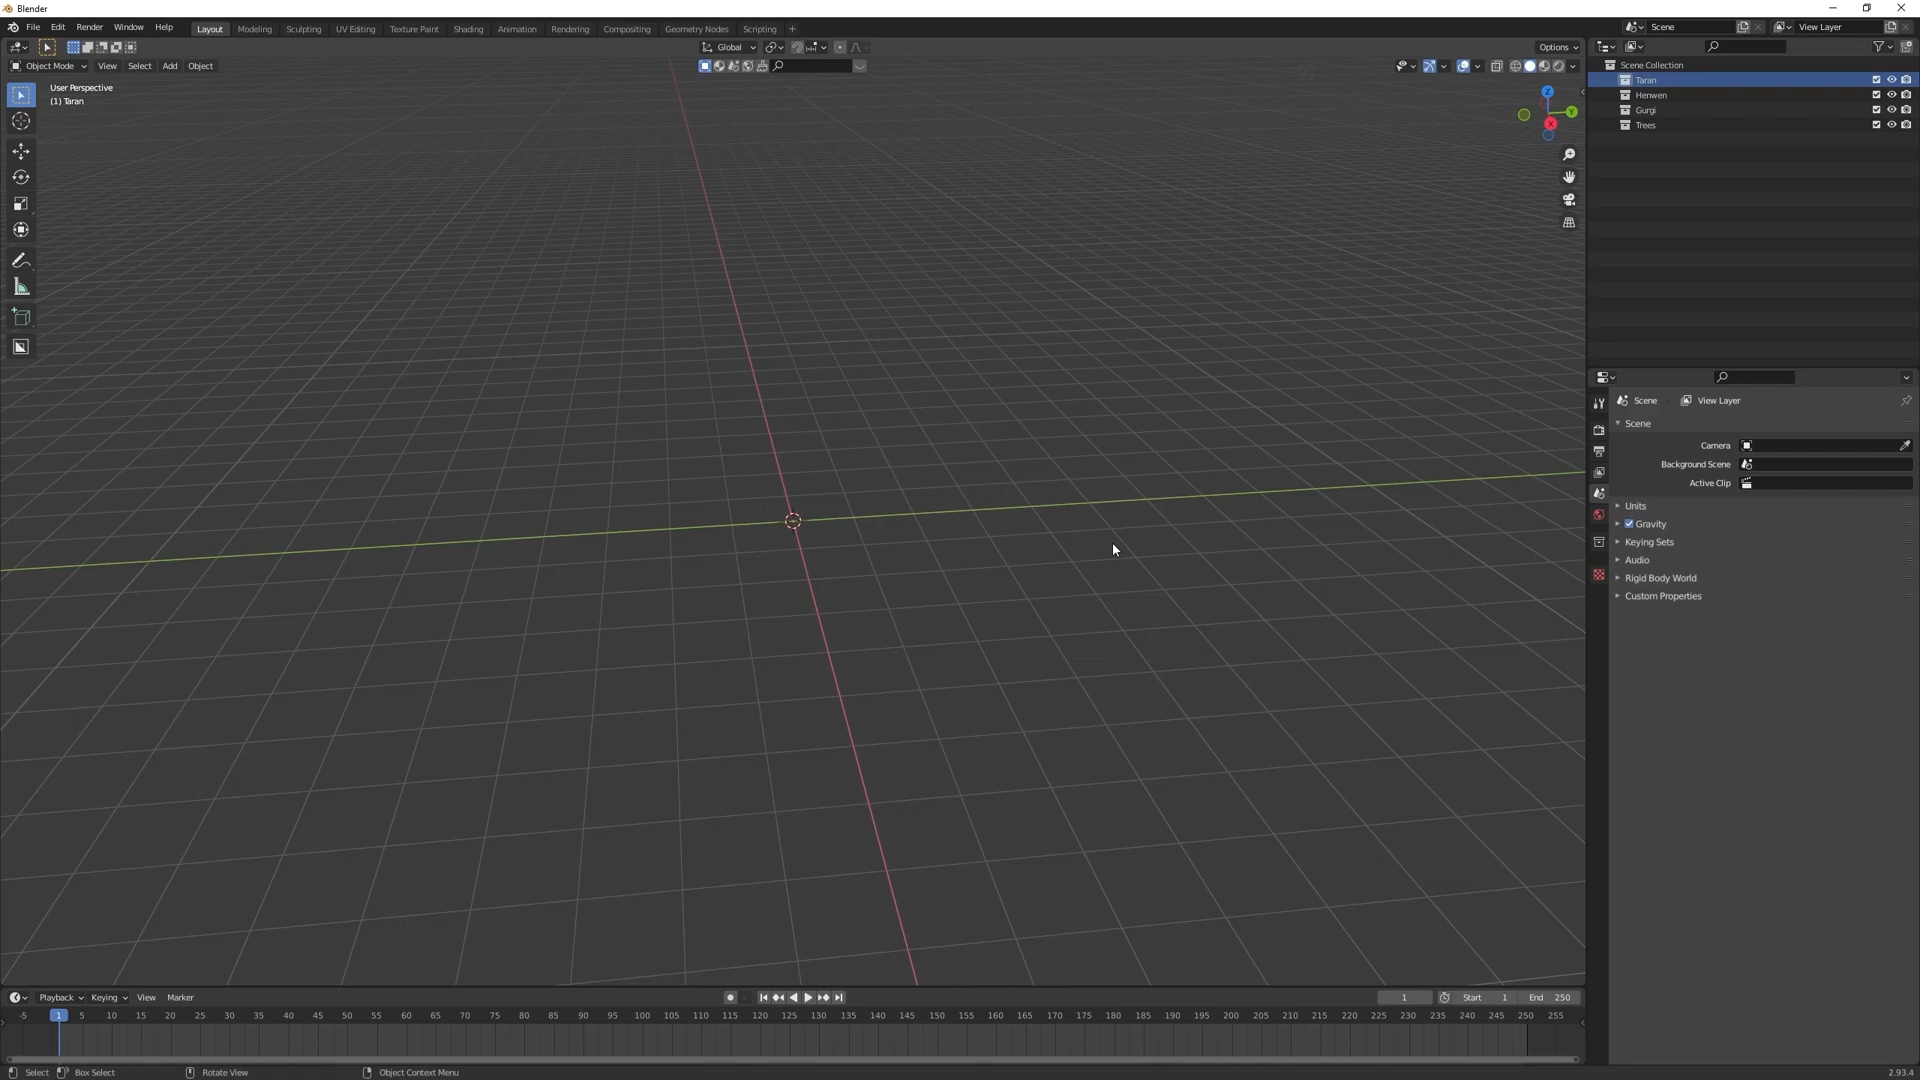 Blender
File Edit Render Window Help Layout Modeling Sculpting UV Editing Texture Paint Shading Animation Rendering Compositing Geometry Nodes Scripting + Scene View Layer
Global Options
Object Mode View Select Add Object
User Perspective
(1) Taran
Z
Y
X
Scene Collection
Taran
Henwen
Gurgi
Trees
Scene View Layer
Scene
Camera
Background Scene
Active Clip
Units
Gravity
Keying Sets
Audio
Rigid Body World
Custom Properties
Playback Keying View Marker 1 Start 1 End 250
-5 1 5 10 15 20 25 30 35 40 45 50 55 60 65 70 75 80 85 90 95 100 105 110 115 120 125 130 135 140 145 150 155 160 165 170 175 180 185 190 195 200 205 210 215 220 225 230 235 240 245 250 255
Select Box Select Rotate View Object Context Menu 2.93.4